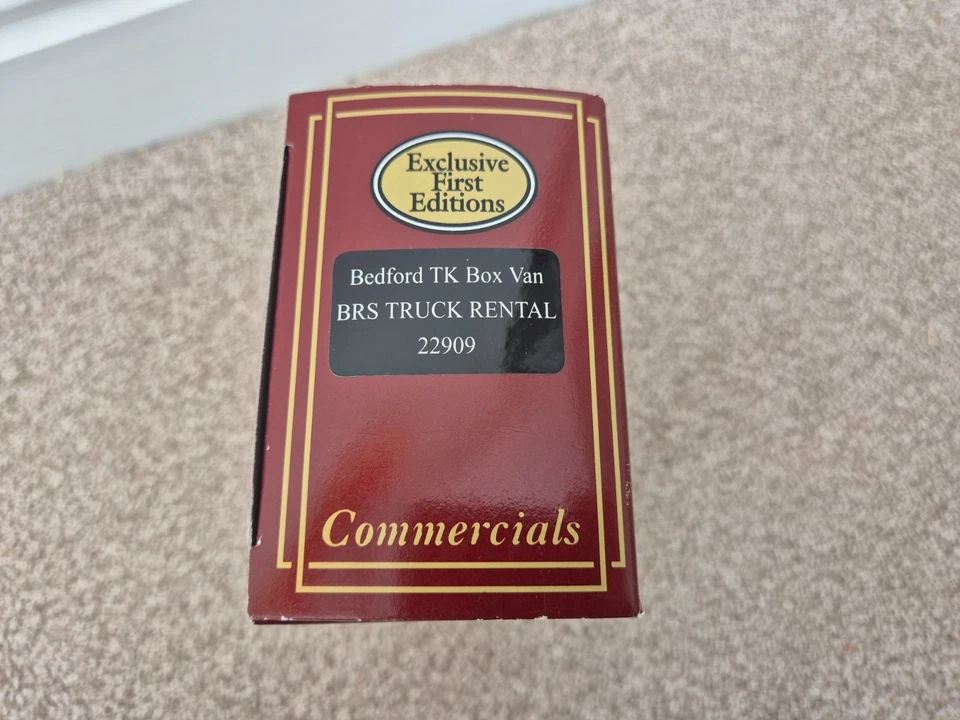 Exclusive
First
Editions
Bedford TK Box Van
BRS TRUCK RENTAL
22909
Commercials